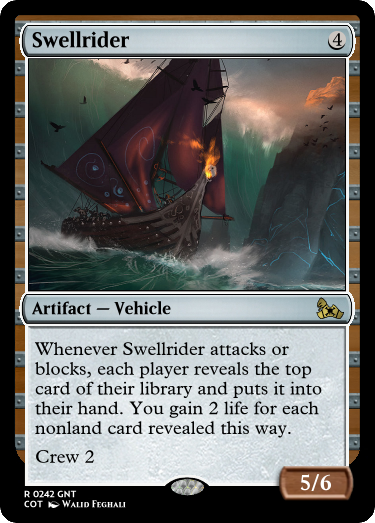 Swellrider 4
Artifact — Vehicle
Whenever Swellrider attacks or
blocks, each player reveals the top
card of their library and puts it into
their hand. You gain 2 life for each
nonland card revealed this way.
Crew 2
5/6
R 0242 GNT
COT Walid Feghali